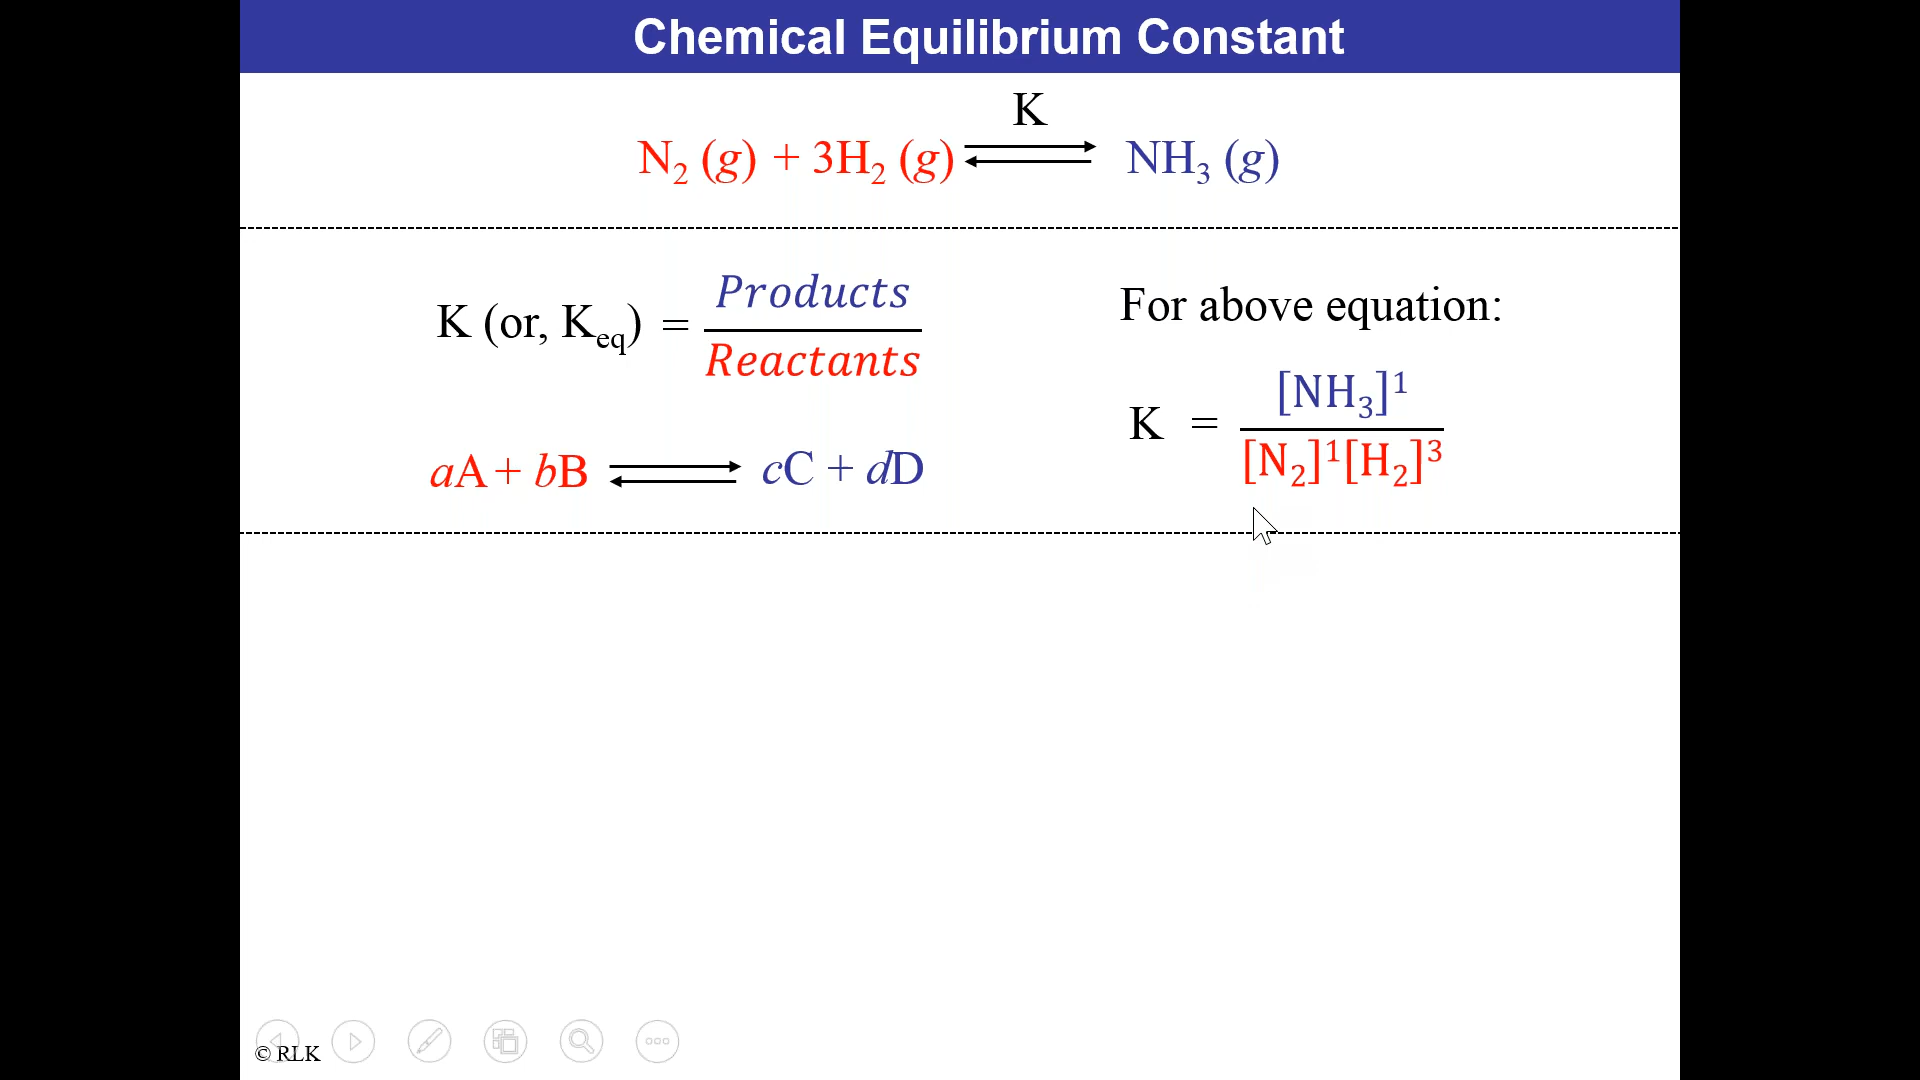 Chemical Equilibrium Constant
K
N₂ (g) + 3H₂ (g) ⇌ NH₃ (g)
K (or, Keq) = Products / Reactants
aA + bB ⇌ cC + dD
For above equation:
K = [NH₃]¹ / [N₂]¹[H₂]³
© RLK